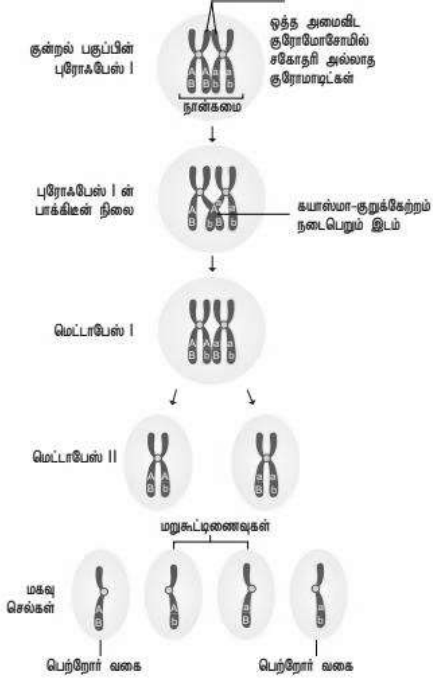 ஒத்த அமைவிட
குரோமோசோமில்
சகோதரி அல்லாத
குரோமாடிட்கள்
குன்றல் பகுப்பின்
புரோஃபேஸ் I
A A a a
B B b b
நான்கமை
புரோஃபேஸ் I ன்
பாக்கிடீன் நிலை
கயாஸ்மா-குறுக்கேற்றம்
நடைபெறும் இடம்
மெட்டாபேஸ் I
A A a a
B b B b
மெட்டாபேஸ் II
A A
B b
a a
B b
மறுகூட்டிணைவுகள்
மகவு
செல்கள்
A
B
A
b
a
B
a
b
பெற்றோர் வகை
பெற்றோர் வகை